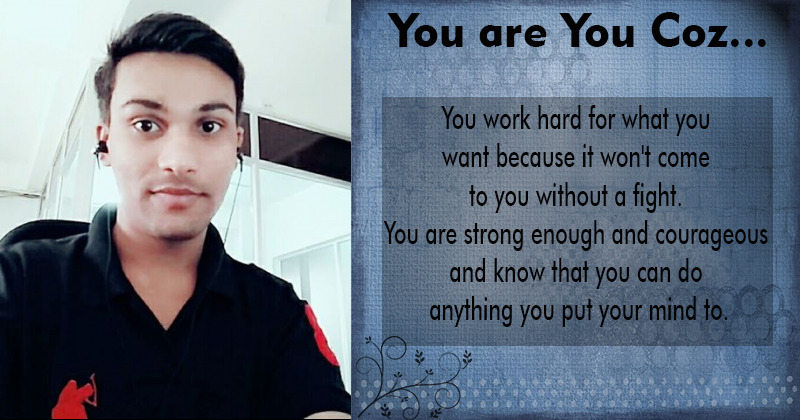 You are You Coz...
You work hard for what you
want because it won't come
to you without a fight.
You are strong enough and courageous
and know that you can do
anything you put your mind to.